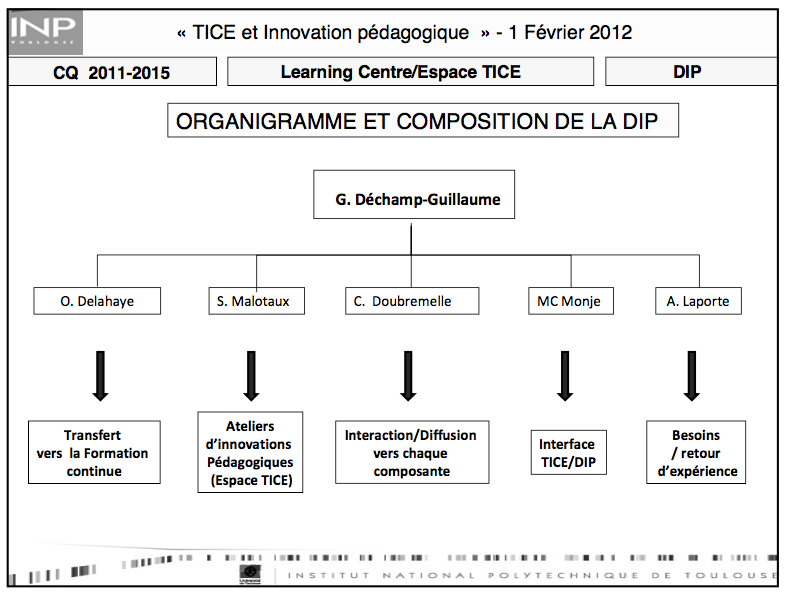 INP
TOULOUSE
« TICE et Innovation pédagogique » - 1 Février 2012
CQ 2011-2015
Learning Centre/Espace TICE
DIP
ORGANIGRAMME ET COMPOSITION DE LA DIP
G. Déchamp-Guillaume
O. Delahaye
S. Malotaux
C. Doubremelle
MC Monje
A. Laporte
Transfert
vers la Formation
continue
Ateliers
d’innovations
Pédagogiques
(Espace TICE)
Interaction/Diffusion
vers chaque
composante
Interface
TICE/DIP
Besoins
/ retour
d’expérience
INP
INSTITUT NATIONAL POLYTECHNIQUE DE TOULOUSE